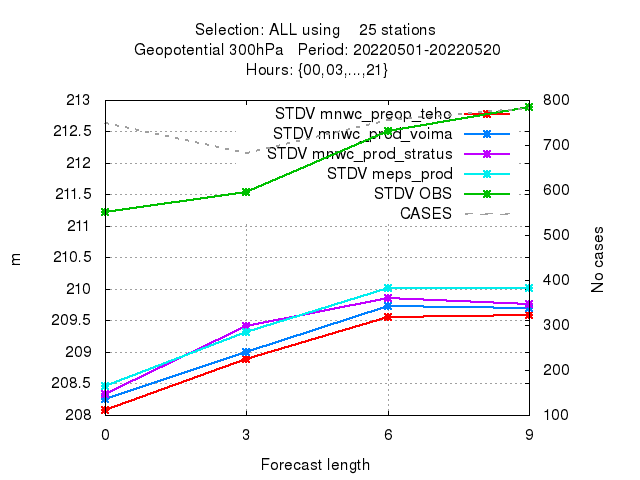 Selection: ALL using    25 stations
Geopotential 300hPa   Period: 20220501-20220520
Hours: {00,03,...,21}
213
212.5
212
211.5
211
210.5
210
209.5
209
208.5
208
800
700
600
500
400
300
200
100
0 3 6 9
m
No cases
Forecast length
STDV mnwc_preop_teho
STDV mnwc_prod_voima
STDV mnwc_prod_stratus
STDV meps_prod
STDV OBS
CASES